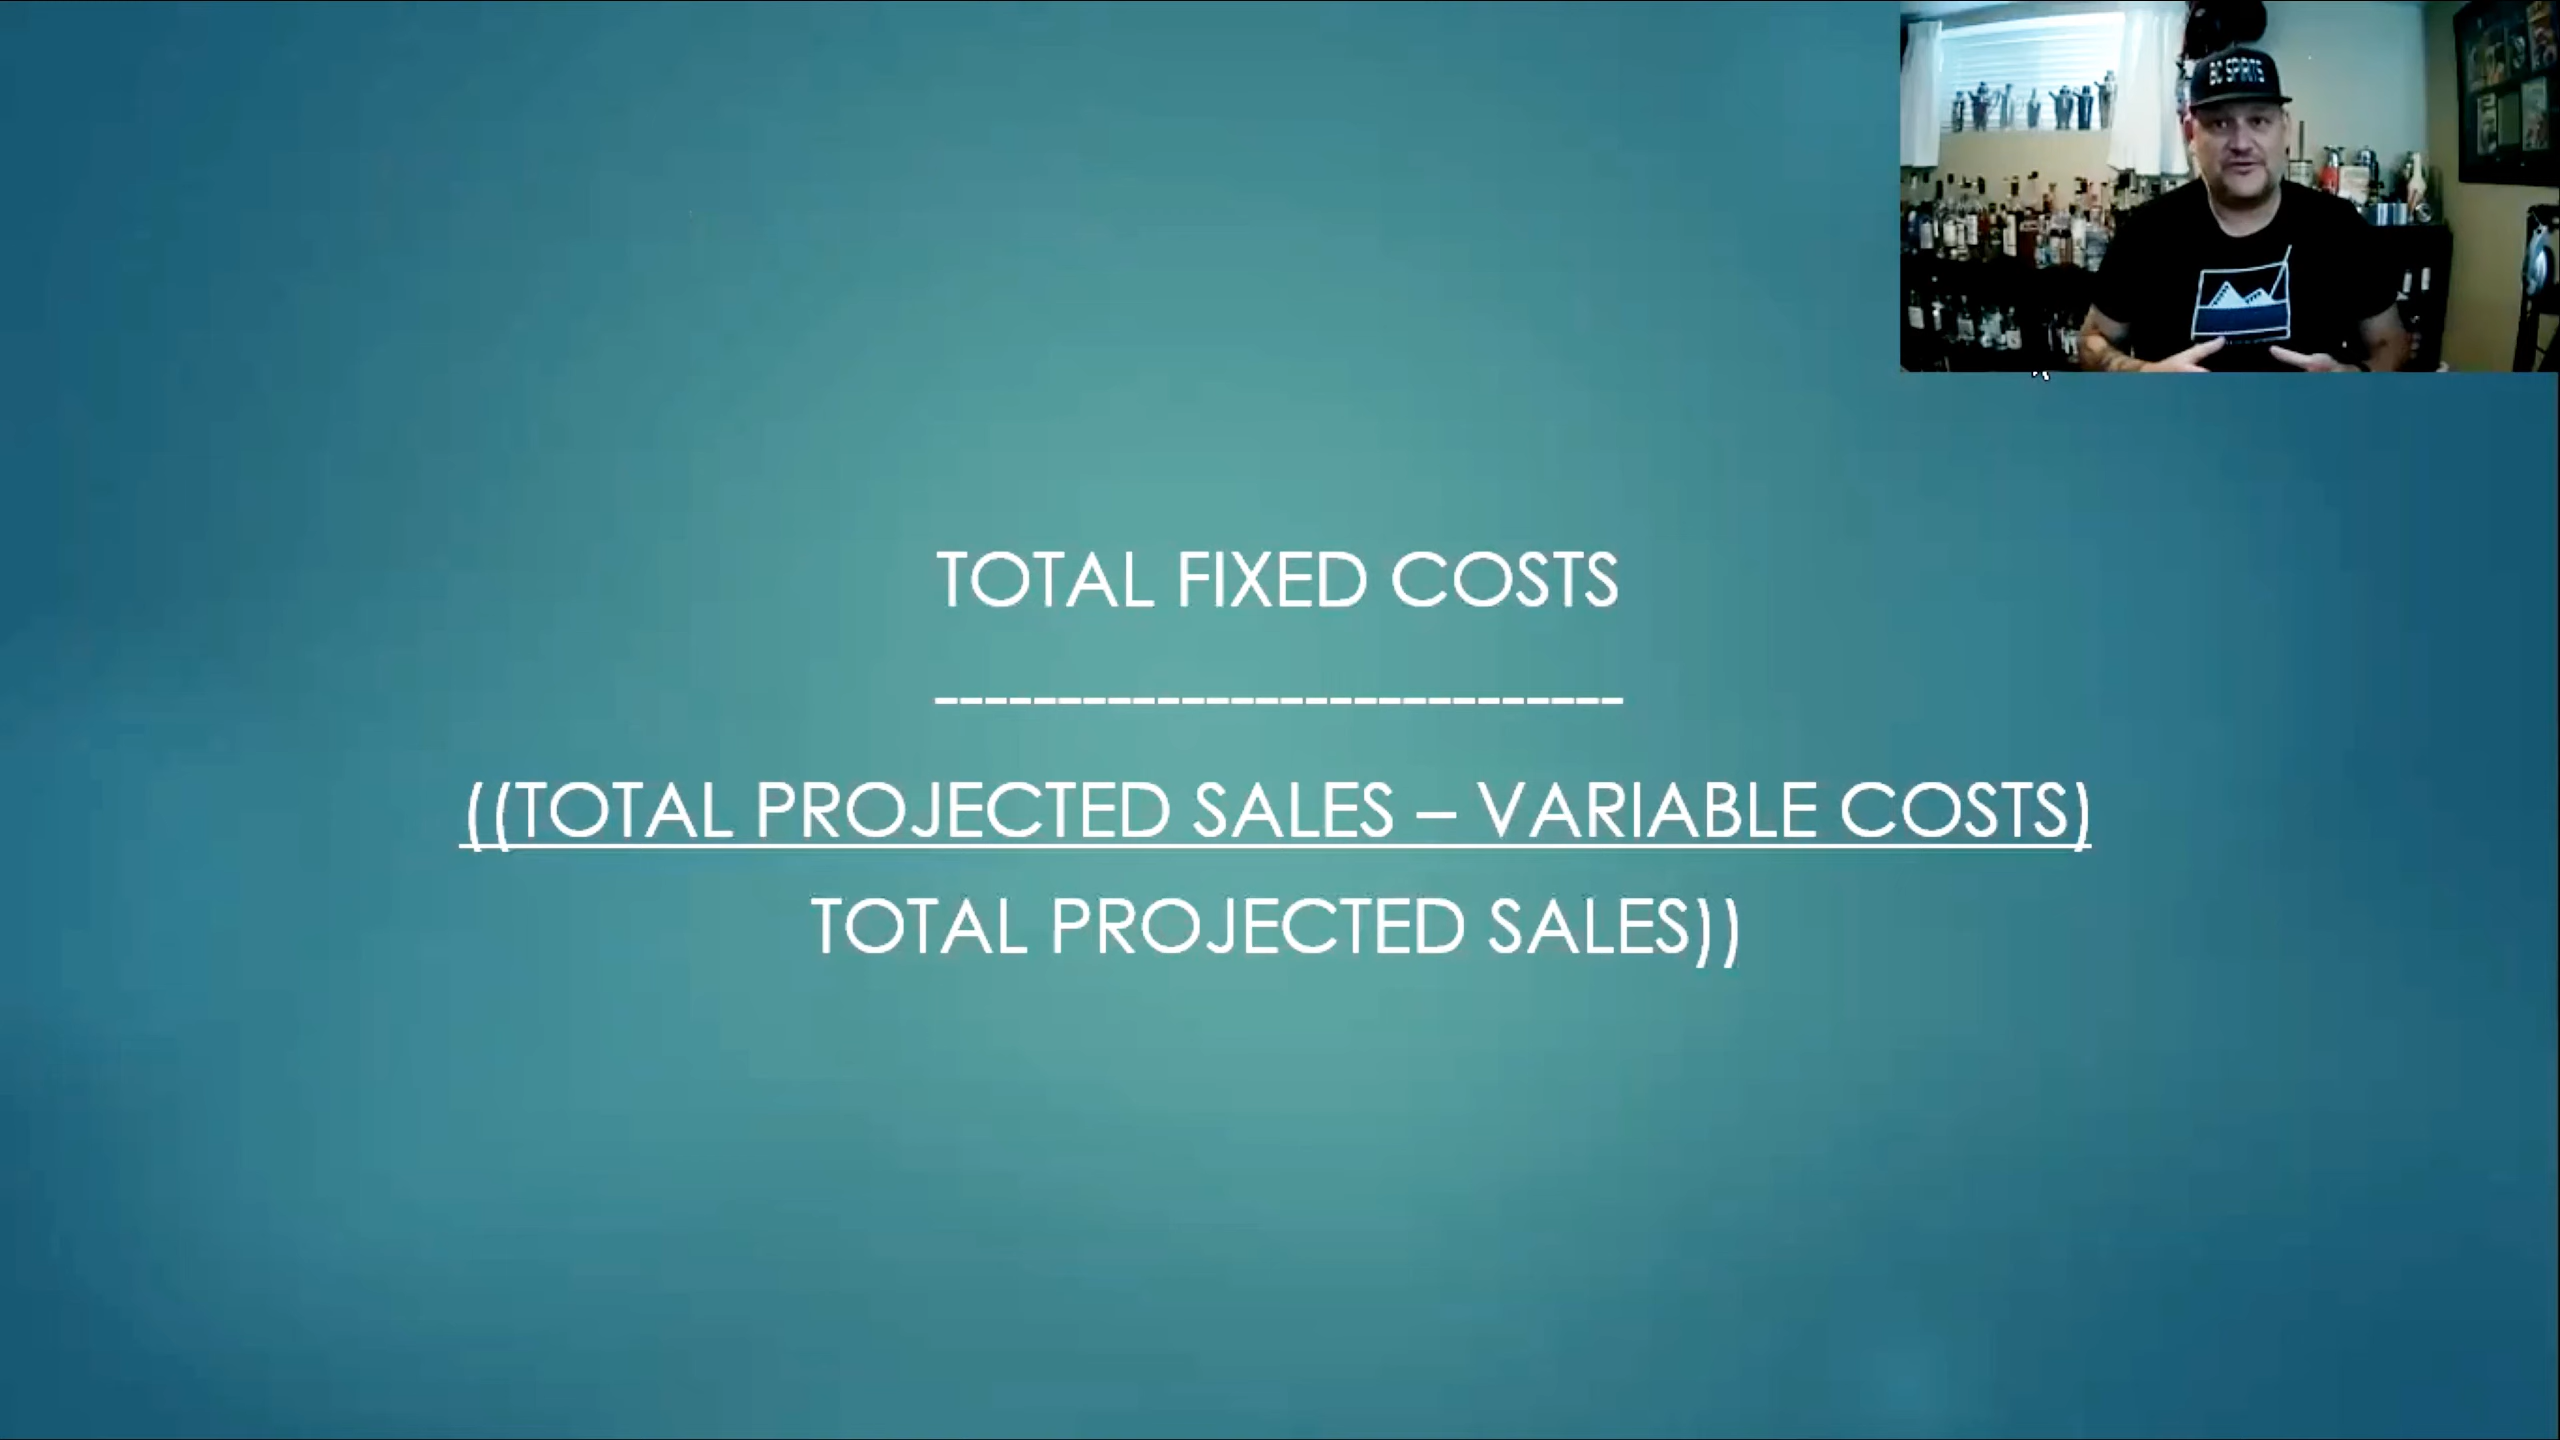 BC SPIRITS
TOTAL FIXED COSTS
----------------------------
((TOTAL PROJECTED SALES – VARIABLE COSTS)
TOTAL PROJECTED SALES))